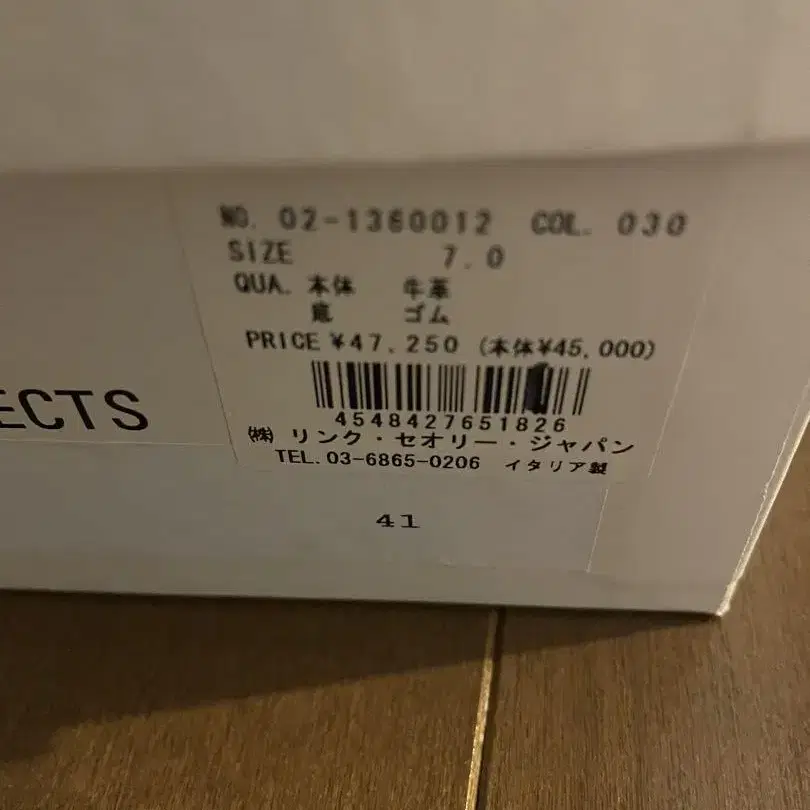 NO. 02-1360012 COL. 030
SIZE 7.0
QUA. 本体 牛革
底 ゴム
PRICE ¥47.250 (本体¥45,000)
ECTS
4548427651826
㈱ リンク・セオリー・ジャパン
TEL.03-6865-0206 イタリア製
41